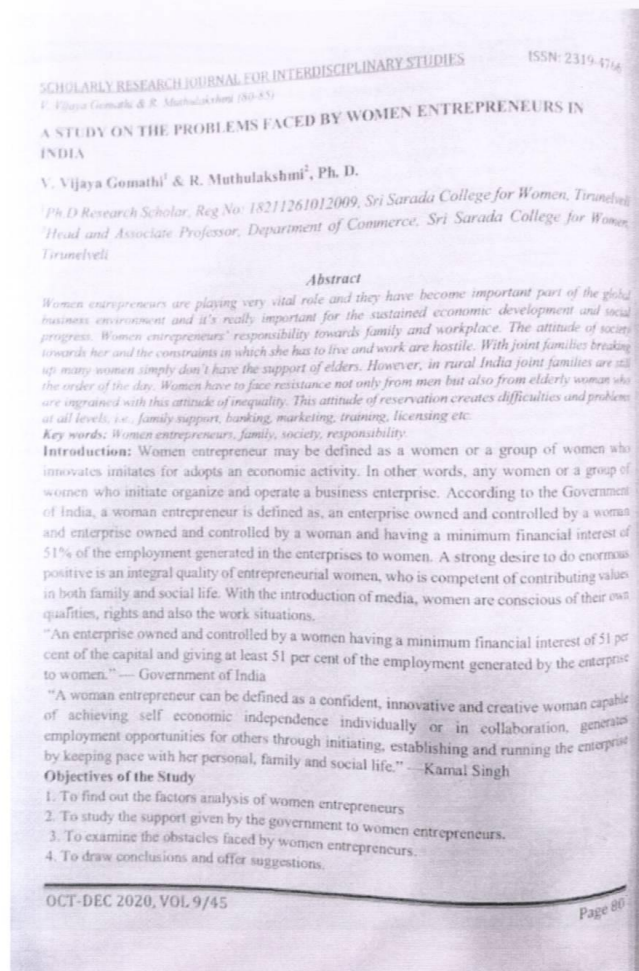 SCHOLARLY RESEARCH JOURNAL FOR INTERDISCIPLINARY STUDIES ISSN: 2319-4766
V. Vijaya Gomathi & R. Muthulakshmi (80-85)
A STUDY ON THE PROBLEMS FACED BY WOMEN ENTREPRENEURS IN
INDIA
V. Vijaya Gomathi¹ & R. Muthulakshmi², Ph. D.
¹Ph.D Research Scholar, Reg No: 18211261012009, Sri Sarada College for Women, Tirunelveli
²Head and Associate Professor, Department of Commerce, Sri Sarada College for Women,
Tirunelveli
Abstract
Women entrepreneurs are playing very vital role and they have become important part of the global
business environment and it's really important for the sustained economic development and social
progress. Women entrepreneurs' responsibility towards family and workplace. The attitude of society
towards her and the constraints in which she has to live and work are hostile. With joint families breaking
up many women simply don't have the support of elders. However, in rural India joint families are still
the order of the day. Women have to face resistance not only from men but also from elderly woman who
are ingrained with this attitude of inequality. This attitude of reservation creates difficulties and problems
at all levels, i.e., family support, banking, marketing, training, licensing etc.
Key words: Women entrepreneurs, family, society, responsibility.
Introduction: Women entrepreneur may be defined as a women or a group of women who
innovates imitates for adopts an economic activity. In other words, any women or a group of
women who initiate organize and operate a business enterprise. According to the Government
of India, a woman entrepreneur is defined as, an enterprise owned and controlled by a woman
and enterprise owned and controlled by a woman and having a minimum financial interest of
51% of the employment generated in the enterprises to women. A strong desire to do enormous
positive is an integral quality of entrepreneurial women, who is competent of contributing values
in both family and social life. With the introduction of media, women are conscious of their own
qualities, rights and also the work situations.
"An enterprise owned and controlled by a women having a minimum financial interest of 51 per
cent of the capital and giving at least 51 per cent of the employment generated by the enterprise
to women." — Government of India
"A woman entrepreneur can be defined as a confident, innovative and creative woman capable
of achieving self economic independence individually or in collaboration, generates
employment opportunities for others through initiating, establishing and running the enterprise
by keeping pace with her personal, family and social life." —Kamal Singh
Objectives of the Study
1. To find out the factors analysis of women entrepreneurs
2. To study the support given by the government to women entrepreneurs.
3. To examine the obstacles faced by women entrepreneurs.
4. To draw conclusions and offer suggestions.
OCT-DEC 2020, VOL 9/45 Page 80